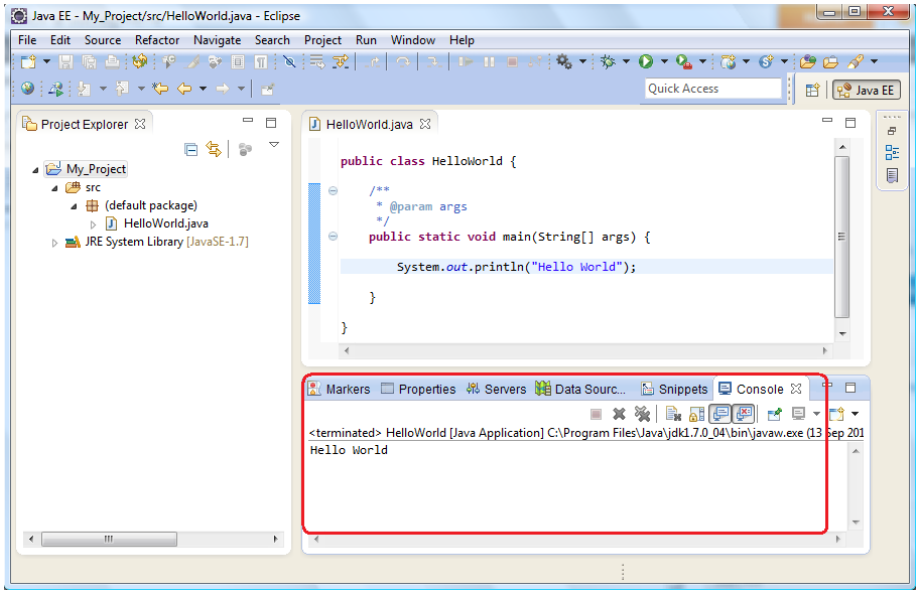 Java EE - My_Project/src/HelloWorld.java - Eclipse
File Edit Source Refactor Navigate Search Project Run Window Help
Quick Access
Java EE
Project Explorer
My_Project
src
(default package)
HelloWorld.java
JRE System Library [JavaSE-1.7]
HelloWorld.java
public class HelloWorld {
/**
* @param args
*/
public static void main(String[] args) {
System.out.println("Hello World");
}
}
Markers Properties Servers Data Sourc... Snippets Console
<terminated> HelloWorld [Java Application] C:\Program Files\Java\jdk1.7.0_04\bin\javaw.exe (13 Sep 201
Hello World